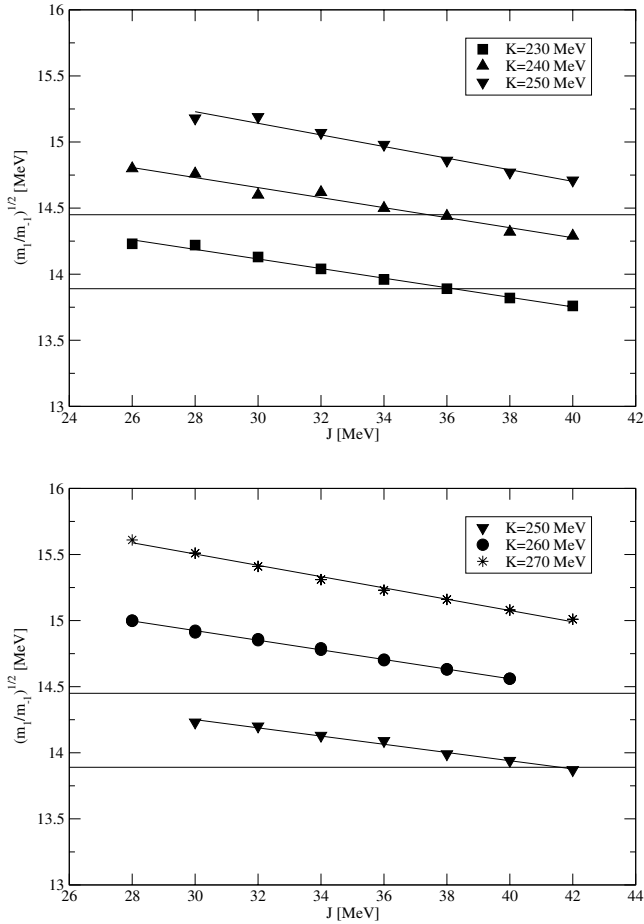 16
15.5
15
14.5
14
13.5
13
(m₁/m₋₁)^{1/2} [MeV]
K=230 MeV
K=240 MeV
K=250 MeV
24 26 28 30 32 34 36 38 40 42
J [MeV]
16
15.5
15
14.5
14
13.5
13
(m₁/m₋₁)^{1/2} [MeV]
K=250 MeV
K=260 MeV
K=270 MeV
26 28 30 32 34 36 38 40 42 44
J [MeV]